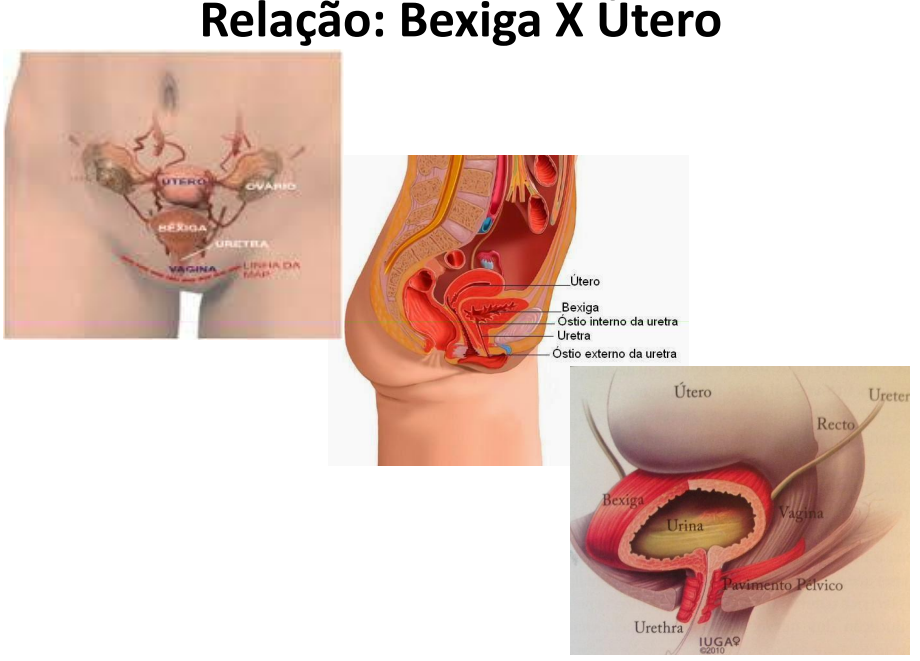 Relação: Bexiga X Útero
ÚTERO
OVÁRIO
BEXIGA
URETRA
VAGINA
LINHA DA
Útero
Bexiga
Óstio interno da uretra
Uretra
Óstio externo da uretra
Útero
Ureter
Recto
Bexiga
Vagina
Urina
Pavimento Pélvico
Urethra
IUGA
©2010